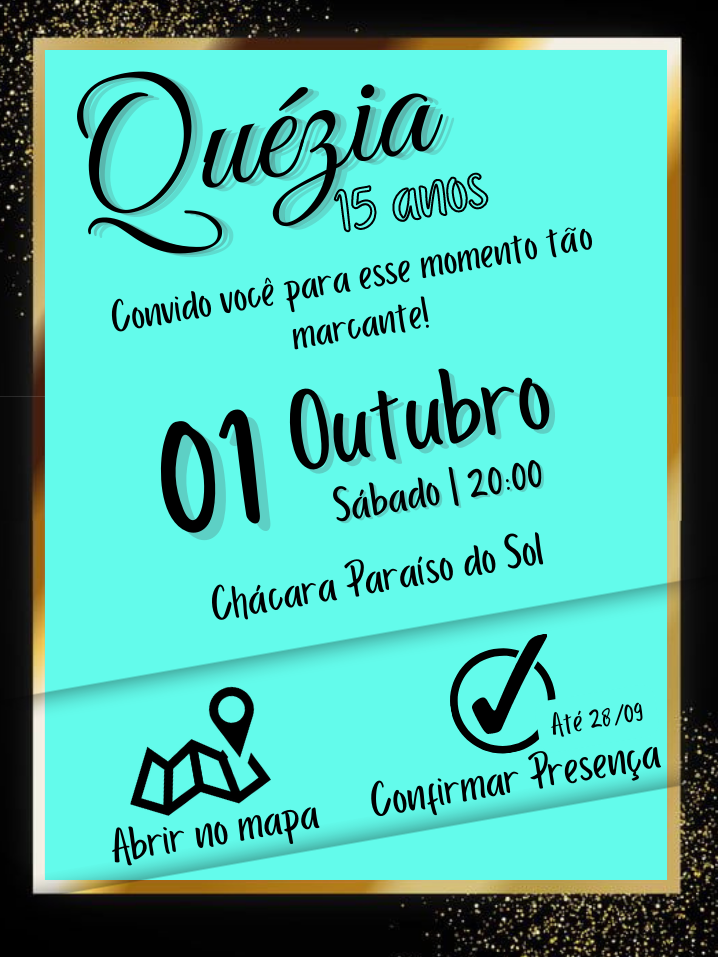 Quézia
15 anos
Convido você para esse momento tão
marcante!
01 Outubro
Sábado | 20:00
Chácara Paraíso do Sol
Até 28/09
Abrir no mapa
Confirmar Presença